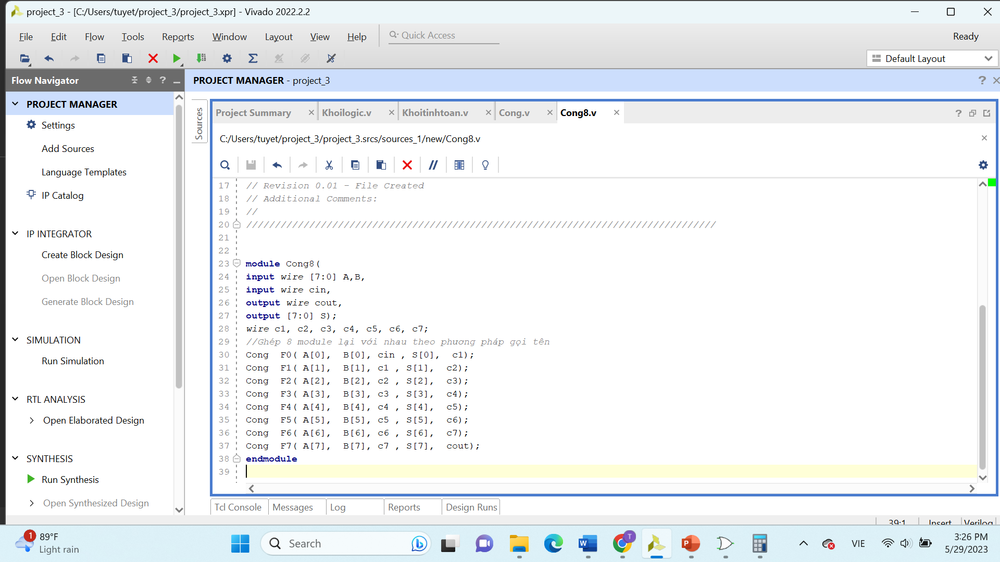 project_3 - [C:/Users/tuyet/project_3/project_3.xpr] - Vivado 2022.2.2
File Edit Flow Tools Reports Window Layout View Help Quick Access Ready
Default Layout
Flow Navigator ? PROJECT MANAGER - project_3 ?
PROJECT MANAGER
Settings
Add Sources
Language Templates
IP Catalog
IP INTEGRATOR
Create Block Design
Open Block Design
Generate Block Design
SIMULATION
Run Simulation
RTL ANALYSIS
Open Elaborated Design
SYNTHESIS
Run Synthesis
Open Synthesized Design
Sources
Project Summary Khoilogic.v Khoitinhtoan.v Cong.v Cong8.v ?
C:/Users/tuyet/project_3/project_3.srcs/sources_1/new/Cong8.v
17 // Revision 0.01 - File Created
18 // Additional Comments:
19 //
20 //////////////////////////////////////////////////////////////////////////////////
21
22
23 module Cong8(
24 input wire [7:0] A,B,
25 input wire cin,
26 output wire cout,
27 output [7:0] S);
28 wire c1, c2, c3, c4, c5, c6, c7;
29 //Ghép 8 module lại với nhau theo phương pháp gọi tên
30 Cong  F0( A[0],  B[0], cin , S[0],  c1);
31 Cong  F1( A[1],  B[1], c1 , S[1],  c2);
32 Cong  F2( A[2],  B[2], c2 , S[2],  c3);
33 Cong  F3( A[3],  B[3], c3 , S[3],  c4);
34 Cong  F4( A[4],  B[4], c4 , S[4],  c5);
35 Cong  F5( A[5],  B[5], c5 , S[5],  c6);
36 Cong  F6( A[6],  B[6], c6 , S[6],  c7);
37 Cong  F7( A[7],  B[7], c7 , S[7],  cout);
38 endmodule
39
Tcl Console Messages Log Reports Design Runs
39:1 Insert Verilog
1 89°F
Light rain
Search
VIE
3:26 PM
5/29/2023